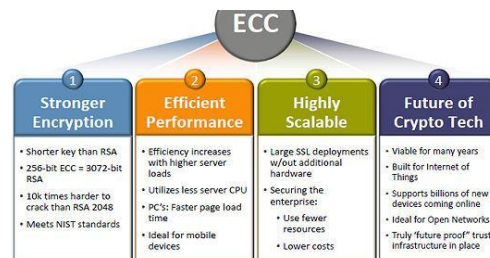 ECC
1
Stronger
Encryption
• Shorter key than RSA
• 256-bit ECC = 3072-bit
RSA
• 10k times harder to
crack than RSA 2048
• Meets NIST standards
2
Efficient
Performance
• Efficiency increases
with higher server
loads
• Utilizes less server CPU
• PC's: Faster page load
time
• Ideal for mobile
devices
3
Highly
Scalable
• Large SSL deployments
w/out additional
hardware
• Securing the
enterprise:
• Use fewer
resources
• Lower costs
4
Future of
Crypto Tech
• Viable for many years
• Built for Internet of
Things
• Supports billions of new
devices coming online
• Ideal for Open Networks
• Truly 'future proof" trust
infrastructure in place